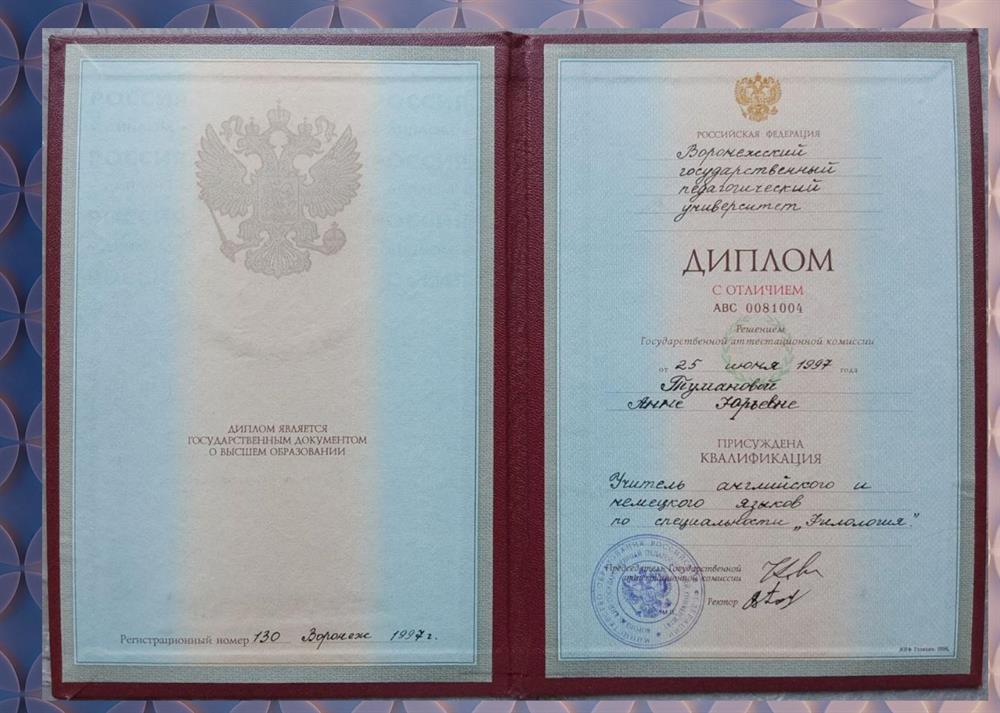 ДИПЛОМ ЯВЛЯЕТСЯ
ГОСУДАРСТВЕННЫМ ДОКУМЕНТОМ
О ВЫСШЕМ ОБРАЗОВАНИИ
Регистрационный номер 130 Воронеж 1997 г.
РОССИЙСКАЯ ФЕДЕРАЦИЯ
Воронежский
государственный
педагогический
университет
ДИПЛОМ
С ОТЛИЧИЕМ
АВС 0081004
Решением
Государственной аттестационной комиссии
от 25 июня 1997 года
Тумановой
Анне Юрьевне
ПРИСУЖДЕНА
КВАЛИФИКАЦИЯ
Учитель английского и
немецкого языков
по специальности „Филология".
Председатель Государственной
аттестационной комиссии
Ректор